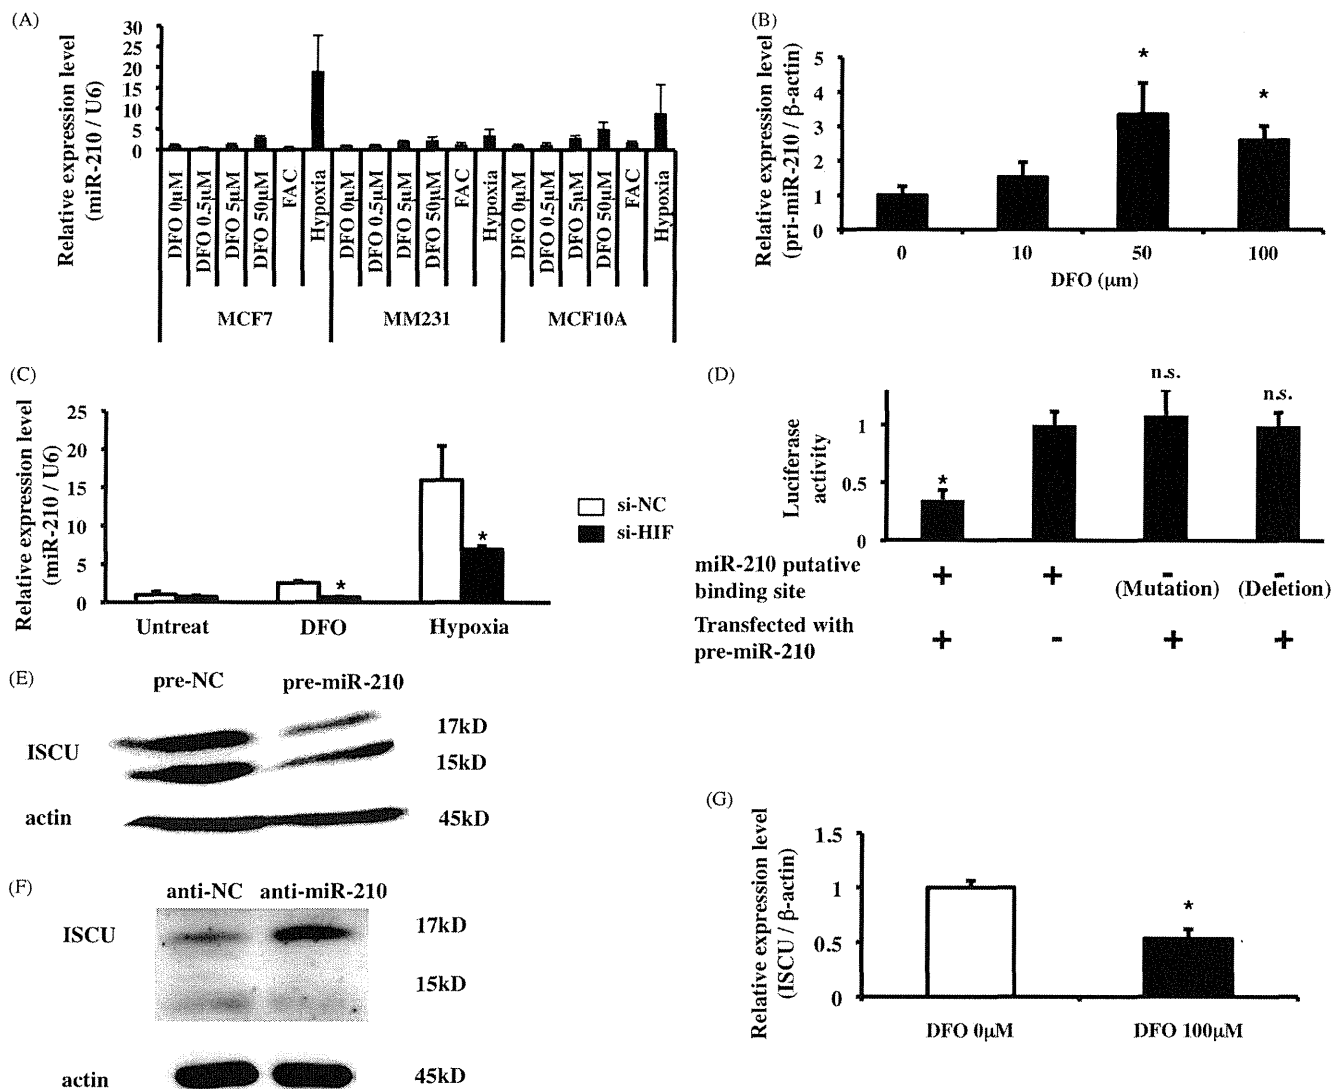 (A)
Relative expression level
(miR-210 / U6)
30
25
20
15
10
5
0
DFO 0μM
DFO 0.5μM
DFO 5μM
DFO 50μM
FAC
Hypoxia
DFO 0μM
DFO 0.5μM
DFO 5μM
DFO 50μM
FAC
Hypoxia
DFO 0μM
DFO 0.5μM
DFO 5μM
DFO 50μM
FAC
Hypoxia
MCF7
MM231
MCF10A
(B)
Relative expression level
(pri-miR-210 / β-actin)
5
4
3
2
1
0
*
*
0
10
50
100
DFO (μm)
(C)
Relative expression level
(miR-210 / U6)
25
20
15
10
5
0
*
*
si-NC
si-HIF
Untreat
DFO
Hypoxia
(D)
Luciferase
activity
1
0.5
0
*
n.s.
n.s.
miR-210 putative
binding site
+
+
-
(Mutation)
-
(Deletion)
Transfected with
pre-miR-210
+
-
+
+
(E)
pre-NC
pre-miR-210
ISCU
17kD
15kD
actin
45kD
(F)
anti-NC
anti-miR-210
ISCU
17kD
15kD
actin
45kD
(G)
Relative expression level
(ISCU / β-actin)
1.5
1
0.5
0
*
DFO 0μM
DFO 100μM